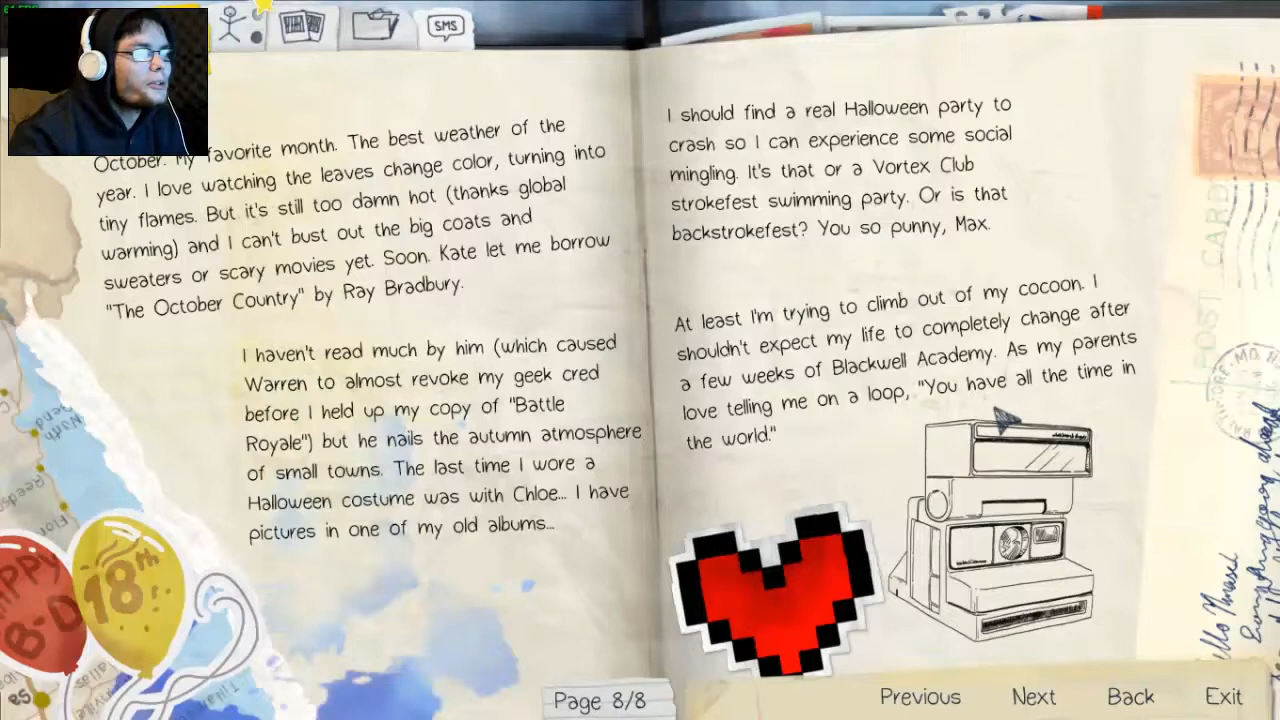 SMS
October. My favorite month. The best weather of the
year. I love watching the leaves change color, turning into
tiny flames. But it's still too damn hot (thanks global
warming) and I can't bust out the big coats and
sweaters or scary movies yet. Soon. Kate let me borrow
"The October Country" by Ray Bradbury.
I haven't read much by him (which caused
Warren to almost revoke my geek cred
before I held up my copy of "Battle
Royale") but he nails the autumn atmosphere
of small towns. The last time I wore a
Halloween costume was with Chloe... I have
pictures in one of my old albums...
18th
B-D
Page 8/8
I should find a real Halloween party to
crash so I can experience some social
mingling. It's that or a Vortex Club
strokefest swimming party. Or is that
backstrokefest? You so punny, Max.
At least I'm trying to climb out of my cocoon. I
shouldn't expect my life to completely change after
a few weeks of Blackwell Academy. As my parents
love telling me on a loop, "You have all the time in
the world."
POST CARD
Previous Next Back Exit